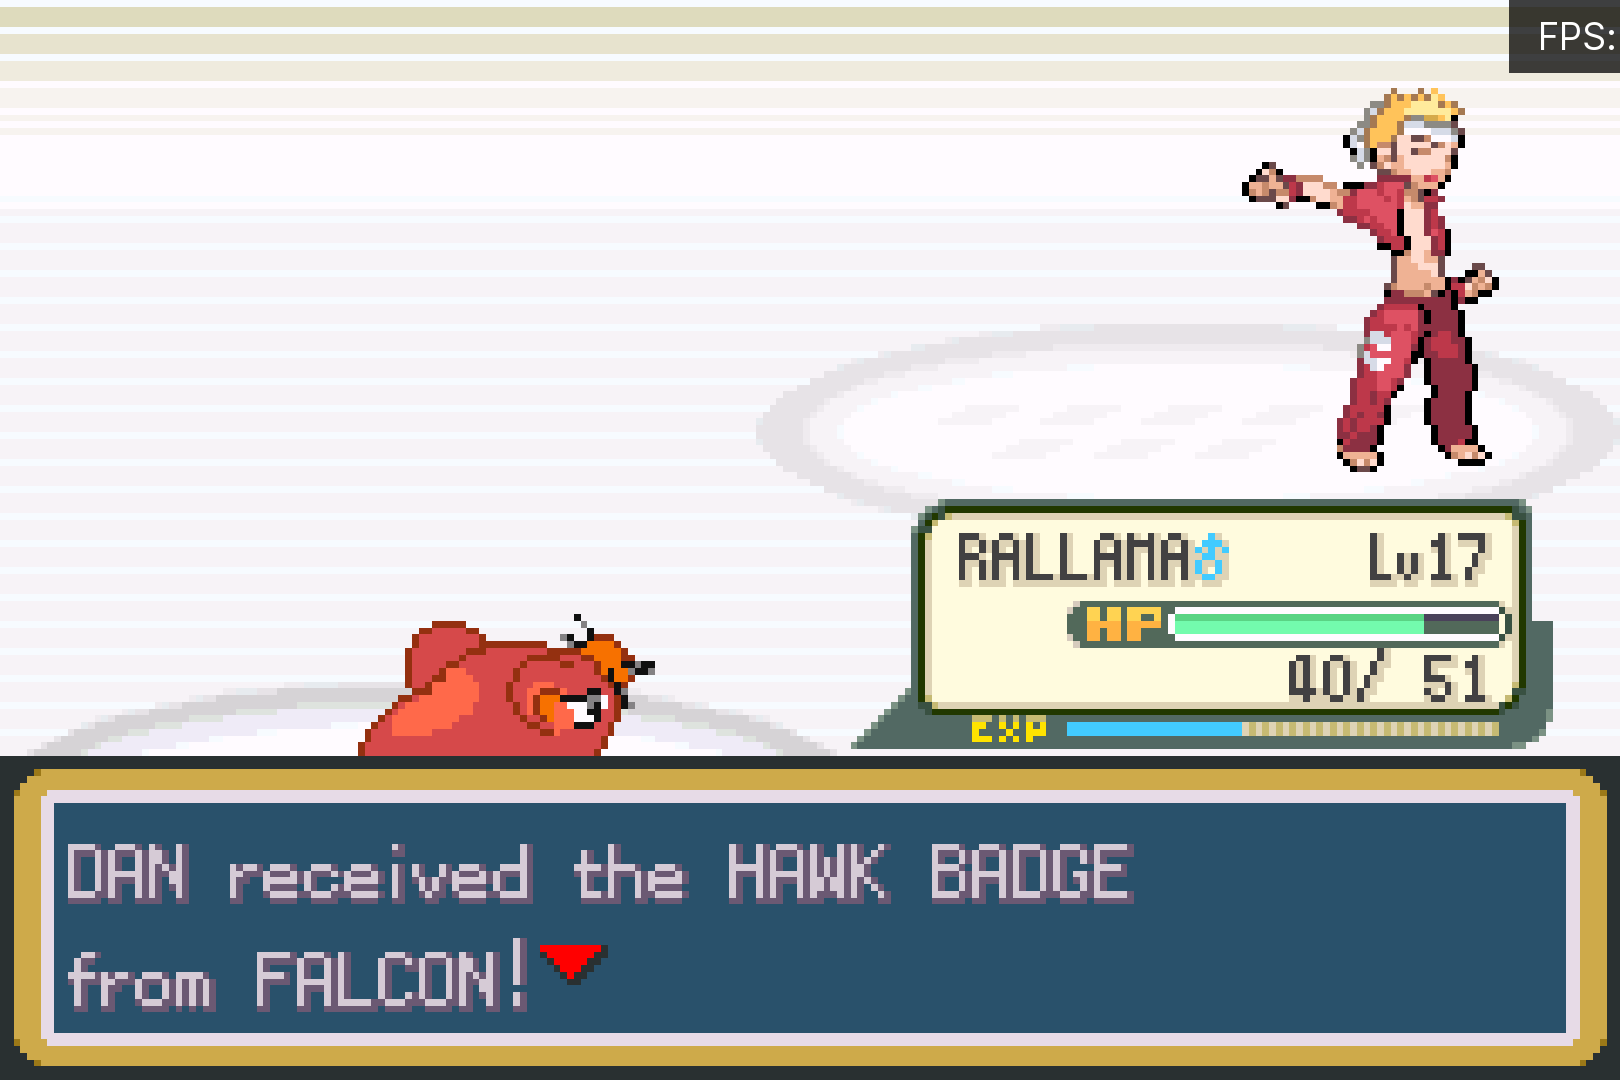 FPS:
RALLAMA♂ Lv17
HP
40/ 51
EXP
DAN received the HAWK BADGE
from FALCON!